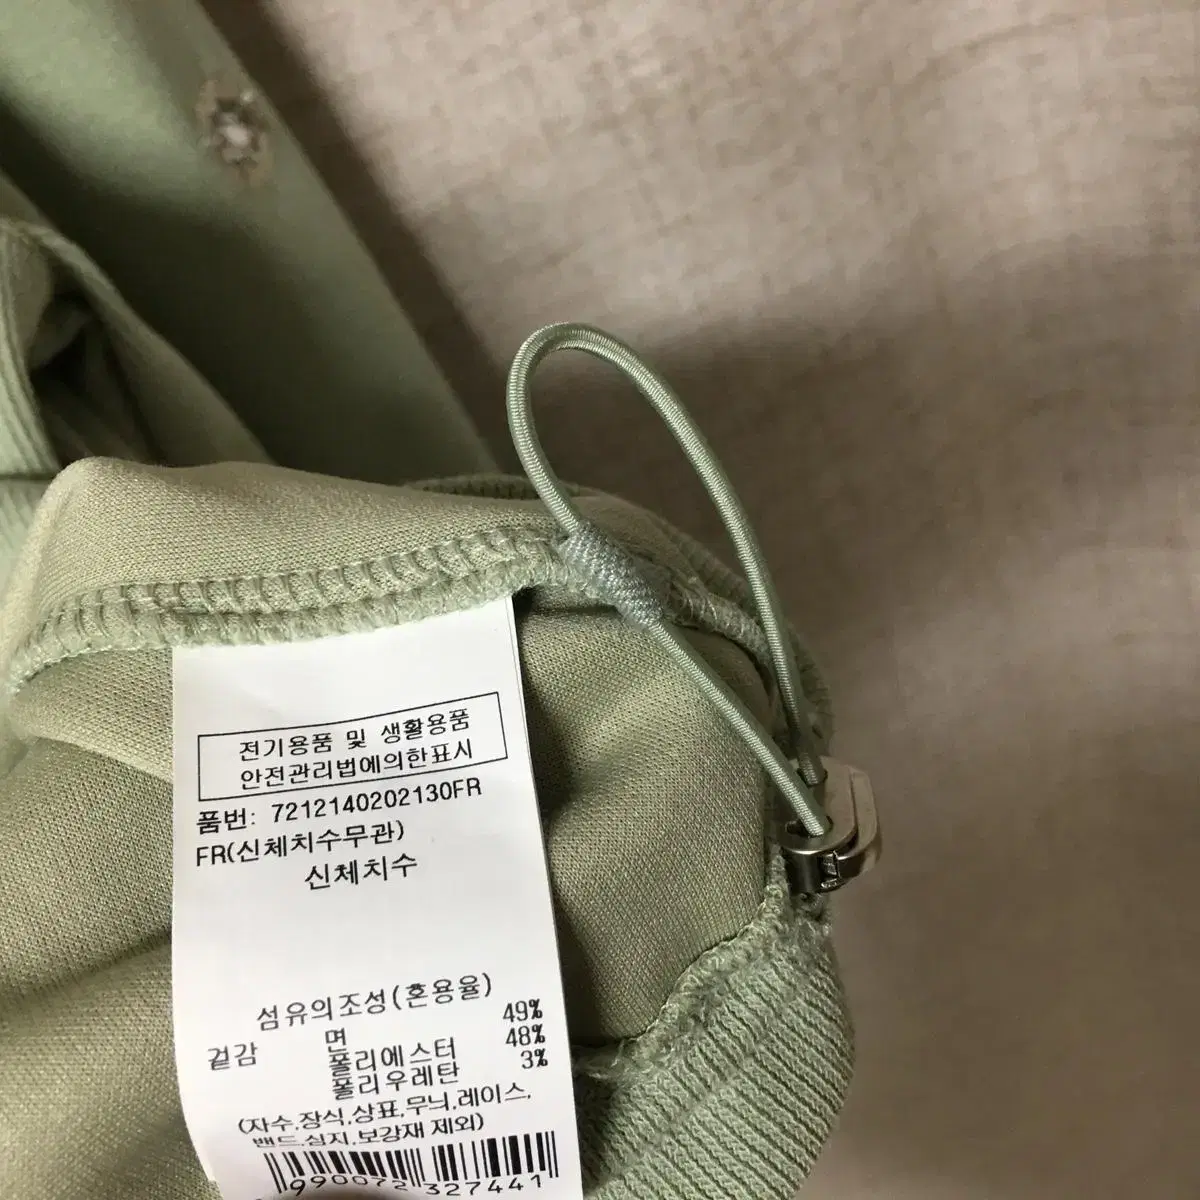 전기용품 및 생활용품
안전관리법에의한표시
품번: 7212140202130FR
FR(신체치수무관)
신체치수
섬유의조성(혼용율)
겉감 면 49%
폴리에스터 48%
폴리우레탄 3%
(자수,장식,상표,무늬,레이스,
밴드,심지,보강재 제외)
990072 327441